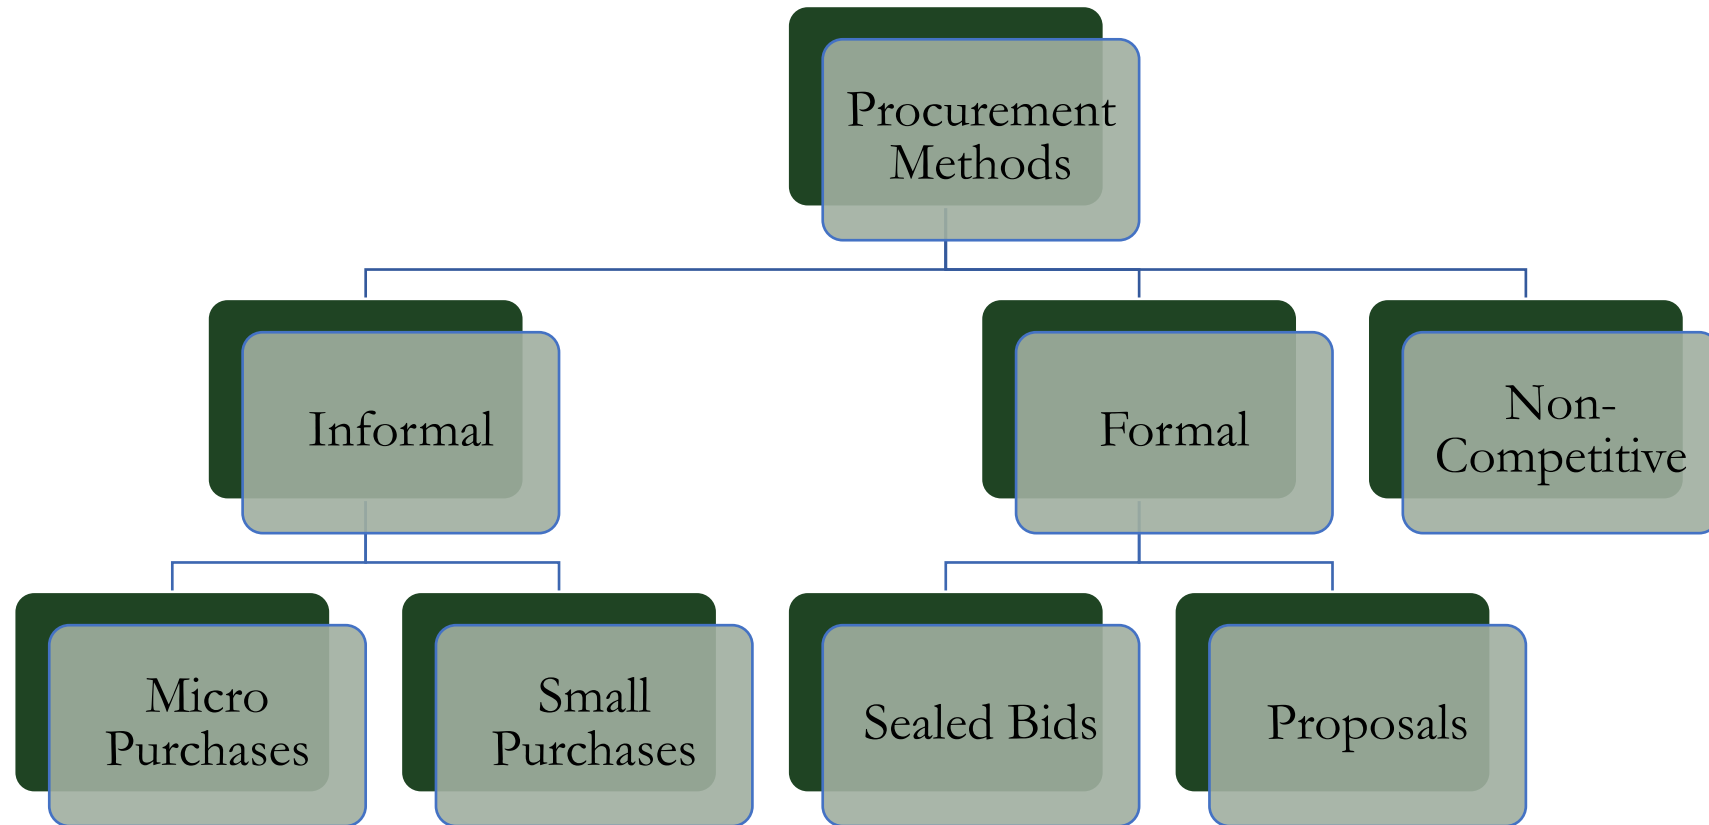 Procurement
Methods
Informal
Formal
Non-
Competitive
Micro
Purchases
Small
Purchases
Sealed Bids
Proposals